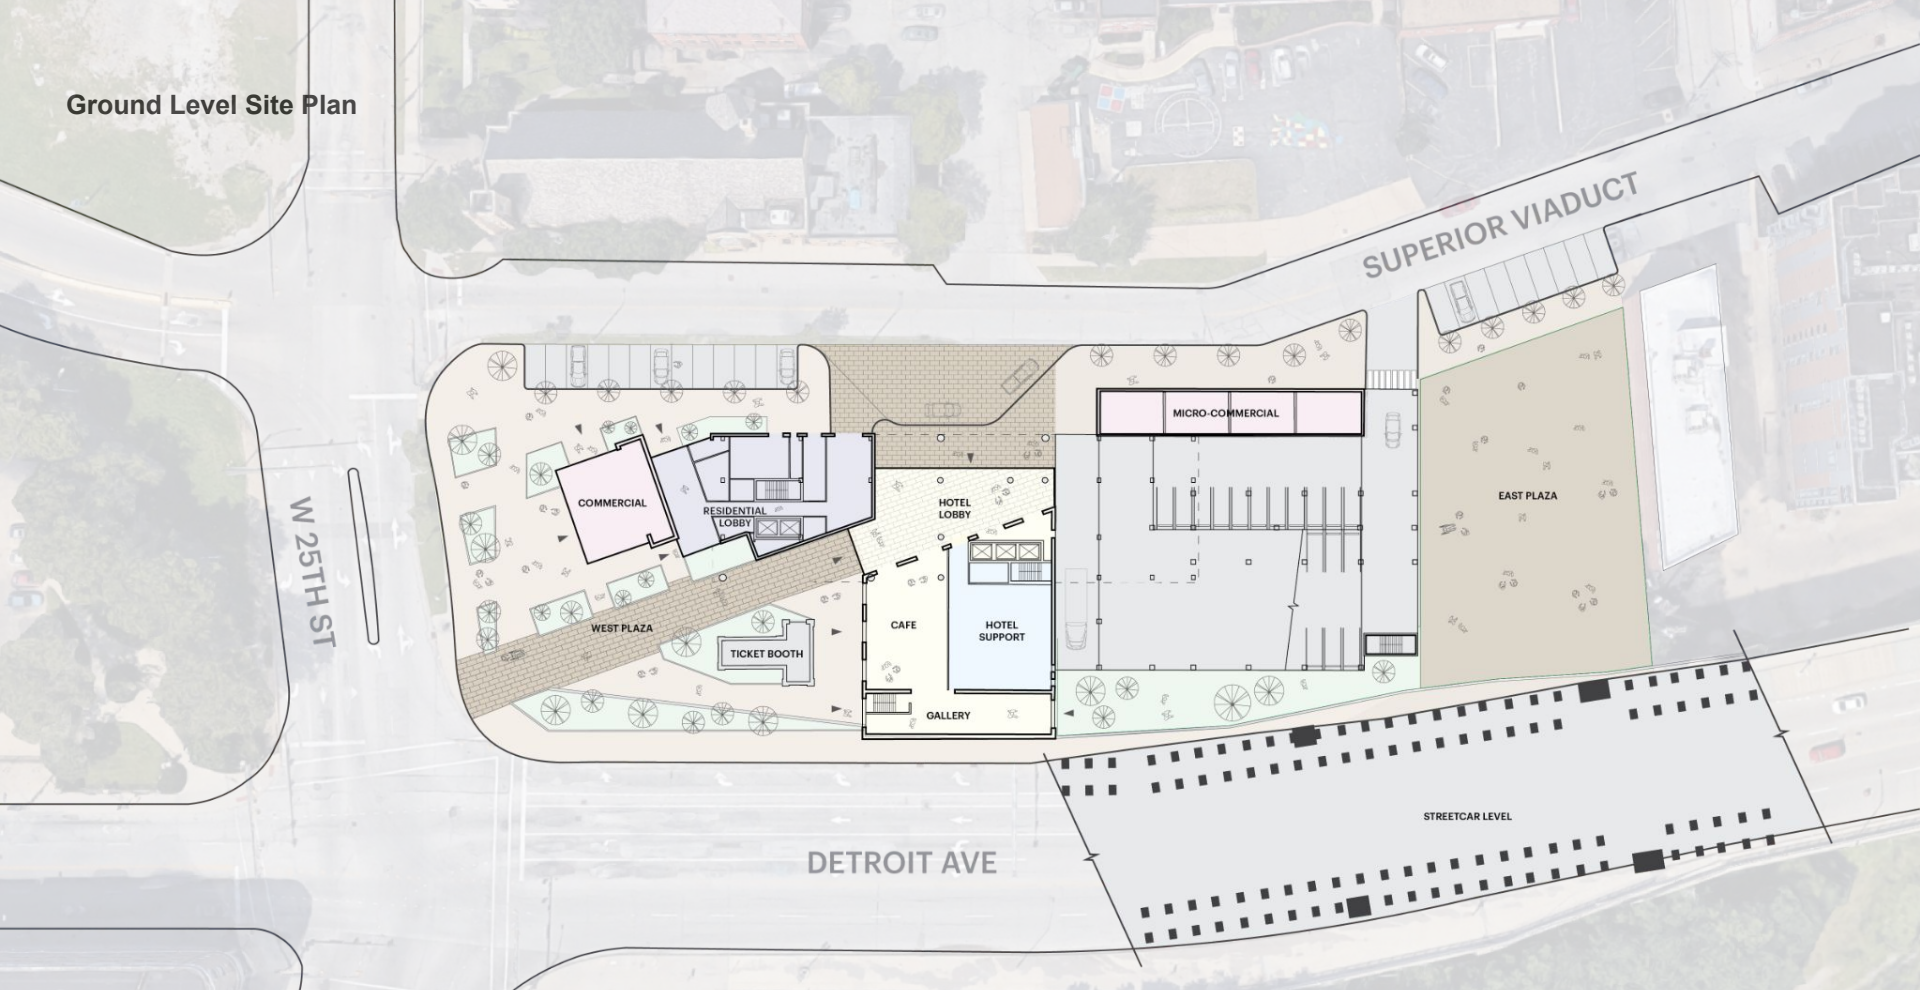 Ground Level Site Plan
SUPERIOR VIADUCT
MICRO-COMMERCIAL
COMMERCIAL
RESIDENTIAL
LOBBY
HOTEL
LOBBY
EAST PLAZA
W 25TH ST
WEST PLAZA
CAFE
HOTEL
SUPPORT
TICKET BOOTH
GALLERY
STREETCAR LEVEL
DETROIT AVE